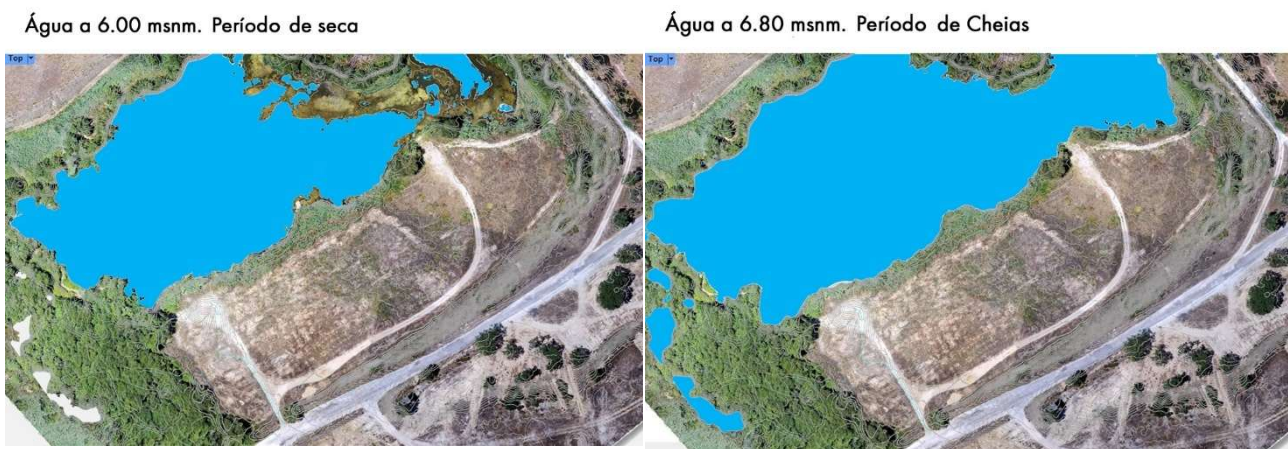 Água a 6.00 msnm. Período de seca
Água a 6.80 msnm. Período de Cheias
Top
Top